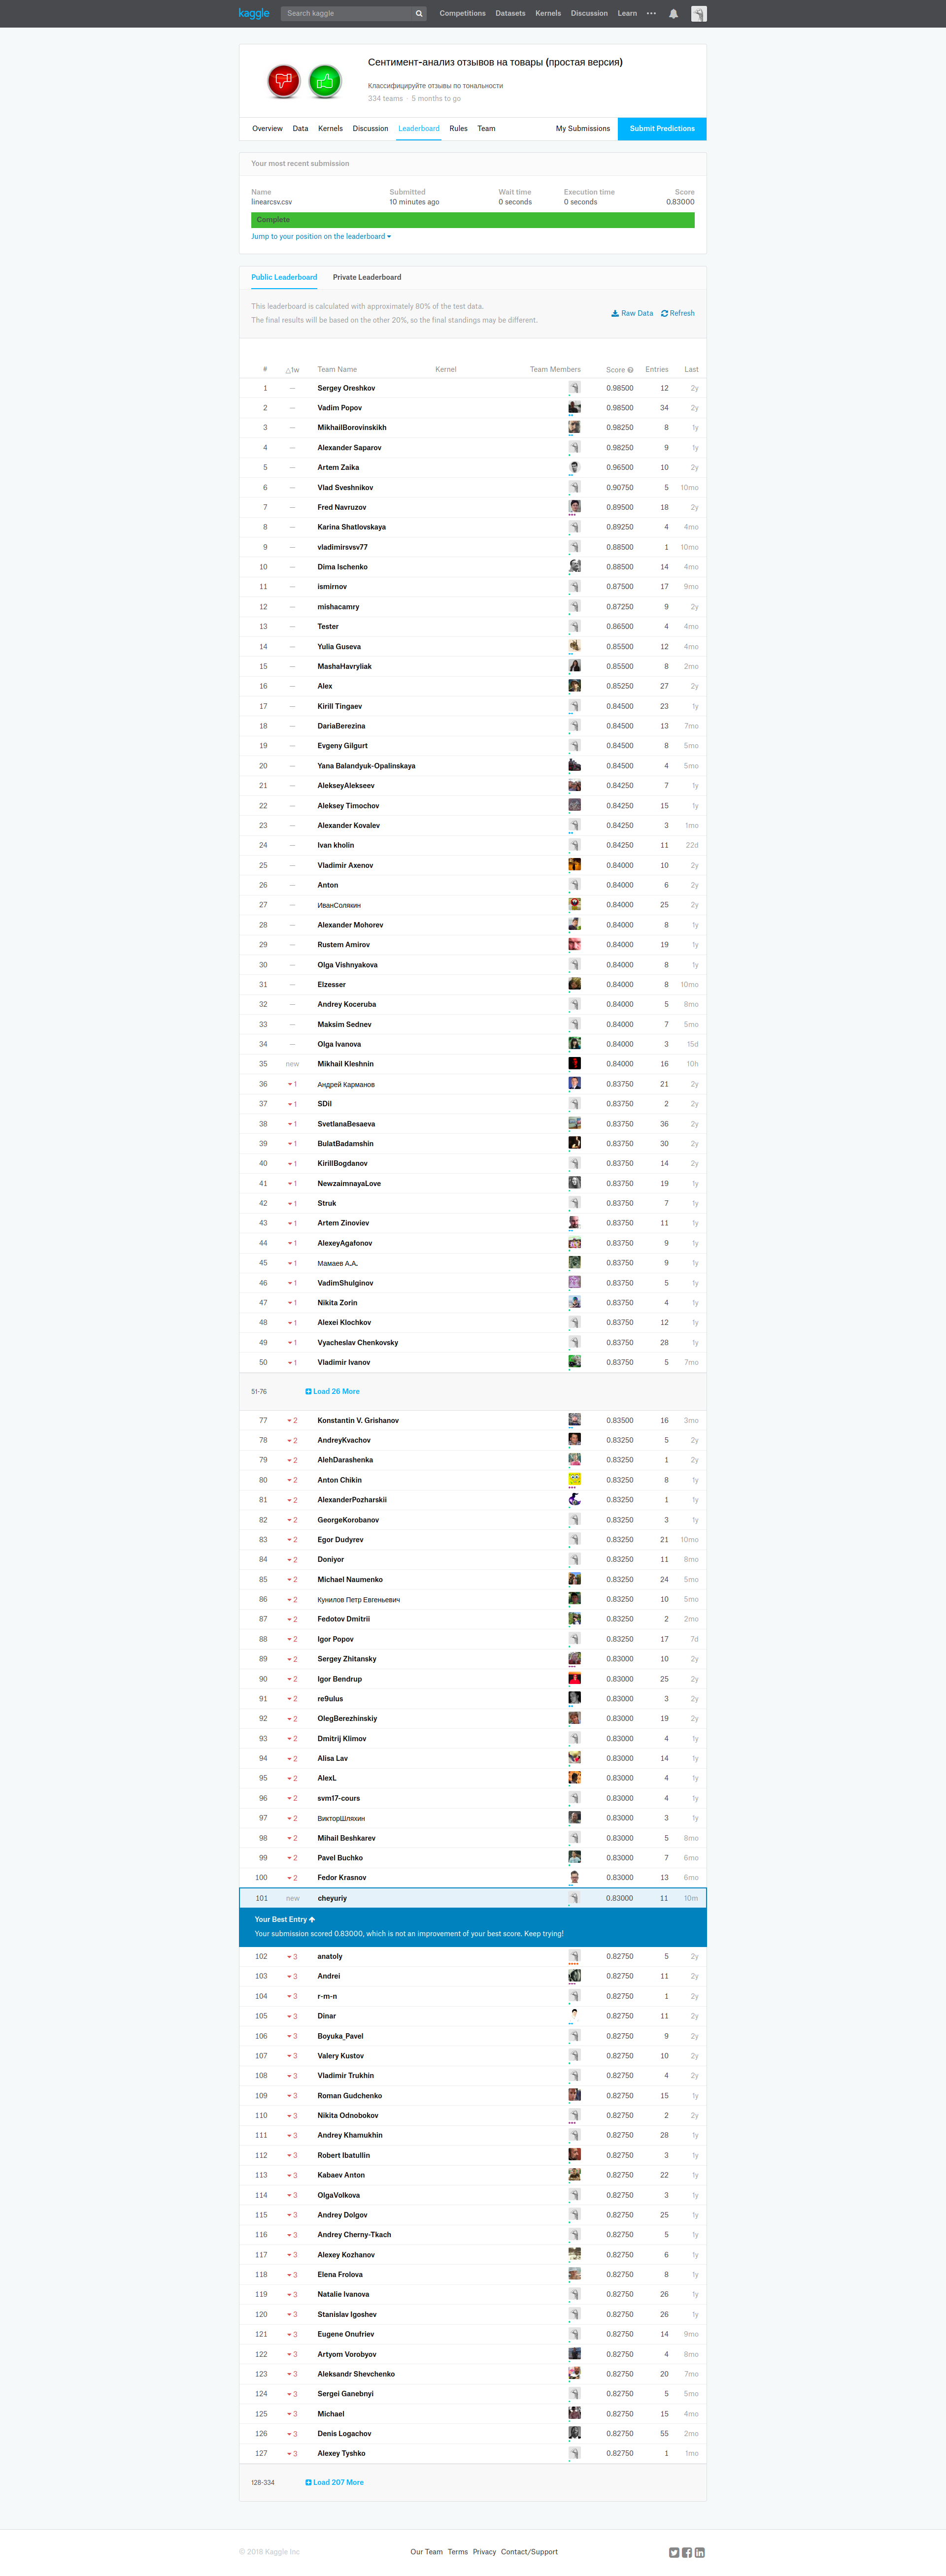 kaggle Search kaggle Competitions Datasets Kernels Discussion Learn
Сентимент-анализ отзывов на товары (простая версия)
Классифицируйте отзывы по тональности
334 teams · 5 months to go
Overview Data Kernels Discussion Leaderboard Rules Team My Submissions Submit Predictions
Your most recent submission
Name Submitted Wait time Execution time Score
linearcsv.csv 10 minutes ago 0 seconds 0 seconds 0.83000
Complete
Jump to your position on the leaderboard
Public Leaderboard Private Leaderboard
This leaderboard is calculated with approximately 80% of the test data.
The final results will be based on the other 20%, so the final standings may be different.
Raw Data Refresh
# △1w Team Name Kernel Team Members Score Entries Last
1 — Sergey Oreshkov 0.98500 12 2y
2 — Vadim Popov 0.98500 34 2y
3 — MikhailBorovinskikh 0.98250 8 1y
4 — Alexander Saparov 0.98250 9 1y
5 — Artem Zaika 0.96500 10 2y
6 — Vlad Sveshnikov 0.90750 5 10mo
7 — Fred Navruzov 0.89500 18 2y
8 — Karina Shatlovskaya 0.89250 4 4mo
9 — vladimirsvsv77 0.88500 1 10mo
10 — Dima Ischenko 0.88500 14 4mo
11 — ismirnov 0.87500 17 9mo
12 — mishacamry 0.87250 9 2y
13 — Tester 0.86500 4 4mo
14 — Yulia Guseva 0.85500 12 4mo
15 — MashaHavryliak 0.85500 8 2mo
16 — Alex 0.85250 27 2y
17 — Kirill Tingaev 0.84500 23 1y
18 — DariaBerezina 0.84500 13 7mo
19 — Evgeny Gilgurt 0.84500 8 5mo
20 — Yana Balandyuk-Opalinskaya 0.84500 4 5mo
21 — AlekseyAlekseev 0.84250 7 1y
22 — Aleksey Timochov 0.84250 15 1y
23 — Alexander Kovalev 0.84250 3 1mo
24 — Ivan kholin 0.84250 11 22d
25 — Vladimir Axenov 0.84000 10 2y
26 — Anton 0.84000 6 2y
27 — ИванСоляхин 0.84000 25 2y
28 — Alexander Mohorev 0.84000 8 1y
29 — Rustem Amirov 0.84000 19 1y
30 — Olga Vishnyakova 0.84000 8 1y
31 — Elzesser 0.84000 8 10mo
32 — Andrey Koceruba 0.84000 5 8mo
33 — Maksim Sednev 0.84000 7 5mo
34 — Olga Ivanova 0.84000 3 15d
35 new Mikhail Kleshnin 0.84000 16 10h
36 1 Андрей Карманов 0.83750 21 2y
37 1 SDil 0.83750 2 2y
38 1 SvetlanaBesaeva 0.83750 36 2y
39 1 BulatBadamshin 0.83750 30 2y
40 1 KirillBogdanov 0.83750 14 2y
41 1 NewzaimnayaLove 0.83750 19 1y
42 1 Struk 0.83750 7 1y
43 1 Artem Zinoviev 0.83750 11 1y
44 1 AlexeyAgafonov 0.83750 9 1y
45 1 Мамаев А.А. 0.83750 9 1y
46 1 VadimShulginov 0.83750 5 1y
47 1 Nikita Zorin 0.83750 4 1y
48 1 Alexei Klochkov 0.83750 12 1y
49 1 Vyacheslav Chenkovsky 0.83750 28 1y
50 1 Vladimir Ivanov 0.83750 5 7mo
51-76 Load 26 More
77 2 Konstantin V. Grishanov 0.83500 16 3mo
78 2 AndreyKvachov 0.83250 5 2y
79 2 AlehDarashenka 0.83250 1 2y
80 2 Anton Chikin 0.83250 8 1y
81 2 AlexanderPozharskii 0.83250 1 1y
82 2 GeorgeKorobanov 0.83250 3 1y
83 2 Egor Dudyrev 0.83250 21 10mo
84 2 Doniyor 0.83250 11 8mo
85 2 Michael Naumenko 0.83250 24 5mo
86 2 Кунилов Петр Евгеньевич 0.83250 10 5mo
87 2 Fedotov Dmitrii 0.83250 2 2mo
88 2 Igor Popov 0.83250 17 7d
89 2 Sergey Zhitansky 0.83000 10 2y
90 2 Igor Bendrup 0.83000 25 2y
91 2 re9ulus 0.83000 3 2y
92 2 OlegBerezhinskiy 0.83000 19 2y
93 2 Dmitrij Klimov 0.83000 4 1y
94 2 Alisa Lav 0.83000 14 1y
95 2 AlexL 0.83000 4 1y
96 2 svm17-cours 0.83000 4 1y
97 2 ВикторШляхин 0.83000 3 1y
98 2 Mihail Beshkarev 0.83000 5 8mo
99 2 Pavel Buchko 0.83000 7 6mo
100 2 Fedor Krasnov 0.83000 13 6mo
101 new cheyuriy 0.83000 11 10m
Your Best Entry
Your submission scored 0.83000, which is not an improvement of your best score. Keep trying!
102 3 anatoly 0.82750 5 2y
103 3 Andrei 0.82750 11 2y
104 3 r-m-n 0.82750 1 2y
105 3 Dinar 0.82750 11 2y
106 3 Boyuka_Pavel 0.82750 9 2y
107 3 Valery Kustov 0.82750 10 2y
108 3 Vladimir Trukhin 0.82750 4 2y
109 3 Roman Gudchenko 0.82750 15 1y
110 3 Nikita Odnobokov 0.82750 2 2y
111 3 Andrey Khamukhin 0.82750 28 1y
112 3 Robert Ibatullin 0.82750 3 1y
113 3 Kabaev Anton 0.82750 22 1y
114 3 OlgaVolkova 0.82750 3 1y
115 3 Andrey Dolgov 0.82750 25 1y
116 3 Andrey Cherny-Tkach 0.82750 5 1y
117 3 Alexey Kozhanov 0.82750 6 1y
118 3 Elena Frolova 0.82750 8 1y
119 3 Natalie Ivanova 0.82750 26 1y
120 3 Stanislav Igoshev 0.82750 26 1y
121 3 Eugene Onufriev 0.82750 14 9mo
122 3 Artyom Vorobyov 0.82750 4 8mo
123 3 Aleksandr Shevchenko 0.82750 20 7mo
124 3 Sergei Ganebnyi 0.82750 5 5mo
125 3 Michael 0.82750 15 4mo
126 3 Denis Logachov 0.82750 55 2mo
127 3 Alexey Tyshko 0.82750 1 1mo
128-334 Load 207 More
© 2018 Kaggle Inc Our Team Terms Privacy Contact/Support